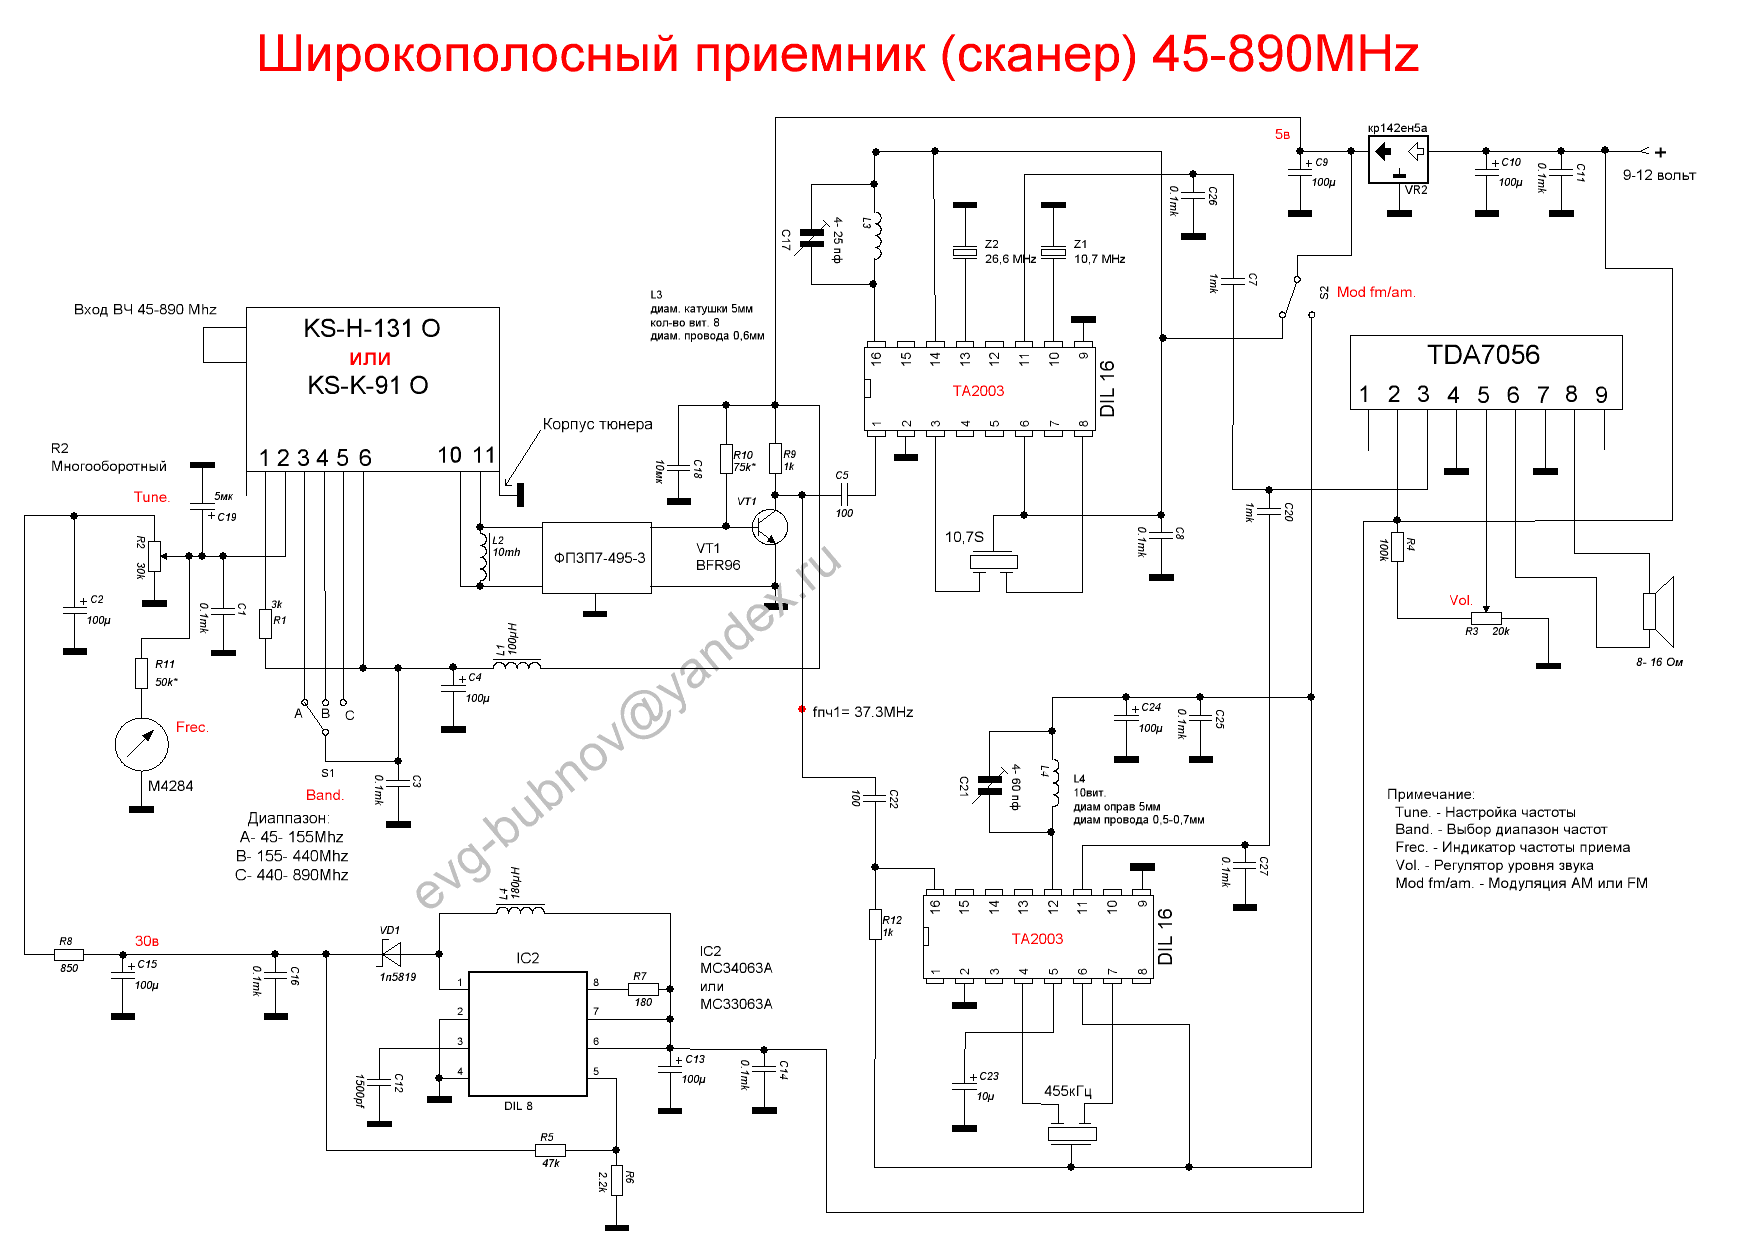 Широкополосный приемник (сканер) 45-890MHz
Вход ВЧ 45-890 Mhz
KS-H-131 O
или
KS-K-91 O
1 2 3 4 5 6 10 11
Корпус тюнера
R2
Многооборотный
Tune.
5мк
+ C19
R2
30k
+ C2
100µ
0.1mk
C1
3k
R1
R11
50k*
Frec.
M4284
A B C
S1
Band.
Диаппазон:
A- 45- 155Mhz
B- 155- 440Mhz
C- 440- 890Mhz
0.1mk
C3
+ C4
100µ
L1
100µH
L2
10mh
ФПЗП7-495-3
VT1
BFR96
VT1
10мк
C18
R10
75k*
R9
1k
C5
100
L3
диам. катушки 5мм
кол-во вит. 8
диам. провода 0,6мм
C17
4- 25 пф
L3
Z2
26,6 MHz
Z1
10,7 MHz
16 15 14 13 12 11 10 9
TA2003
DIL 16
1 2 3 4 5 6 7 8
10,7S
0.1mk
C8
0.1mk
C26
1mk
C7
5в
+ C9
100µ
кр142ен5а
VR2
+ C10
100µ
0.1mk
C11
+
9-12 вольт
S2
Mod fm/am.
TDA7056
1 2 3 4 5 6 7 8 9
1mk
C20
100k
R4
Vol.
R3 20k
8- 16 Ом
fпч1= 37.3MHz
100
C22
C21
4- 60 пф
L4
L4
10вит.
диам оправ 5мм
диам провода 0,5-0,7мм
+ C24
100µ
0.1mk
C25
0.1mk
C27
R12
1k
16 15 14 13 12 11 10 9
TA2003
DIL 16
1 2 3 4 5 6 7 8
+ C23
10µ
455кГц
Примечание:
Tune. - Настройка частоты
Band. - Выбор диапазон частот
Frec. - Индикатор частоты приема
Vol. - Регулятор уровня звука
Mod fm/am. - Модуляция АМ или FM
R8
850
30в
+ C15
100µ
0.1mk
C16
VD1
1n5819
L1
180µH
IC2
1 2 3 4
8 7 6 5
DIL 8
R7
180
IC2
MC34063A
или
MC33063A
1500pf
C12
+ C13
100µ
0.1mk
C14
R5
47k
2.2k
R6
evg-bubnov@yandex.ru